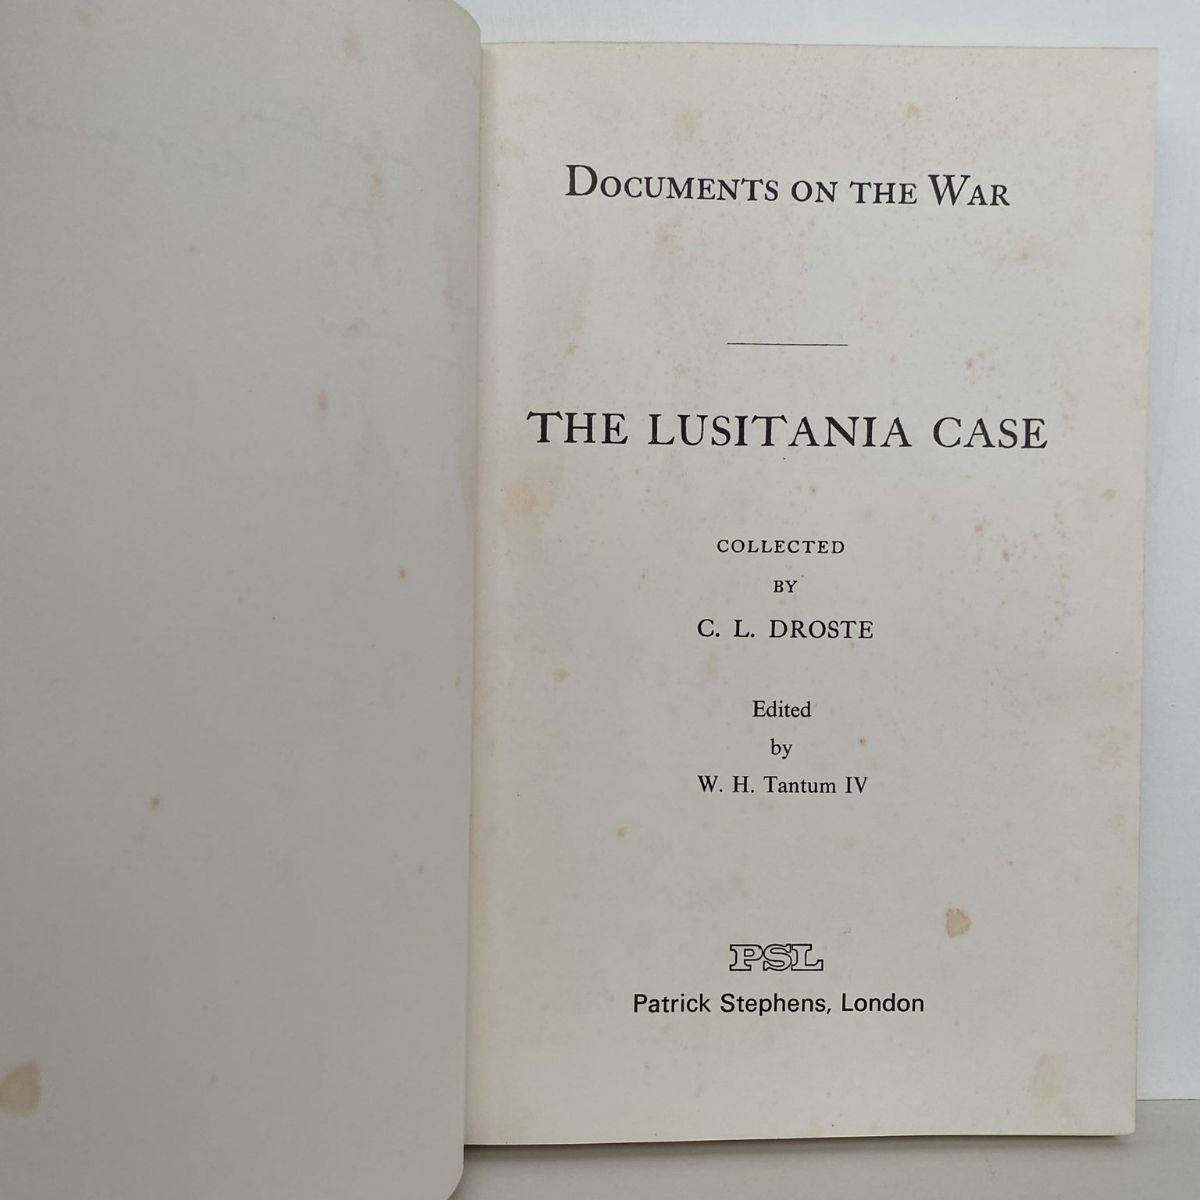 DOCUMENTS ON THE WAR
THE LUSITANIA CASE
COLLECTED
BY
C. L. DROSTE
Edited
by
W. H. Tantum IV
PSL
Patrick Stephens, London